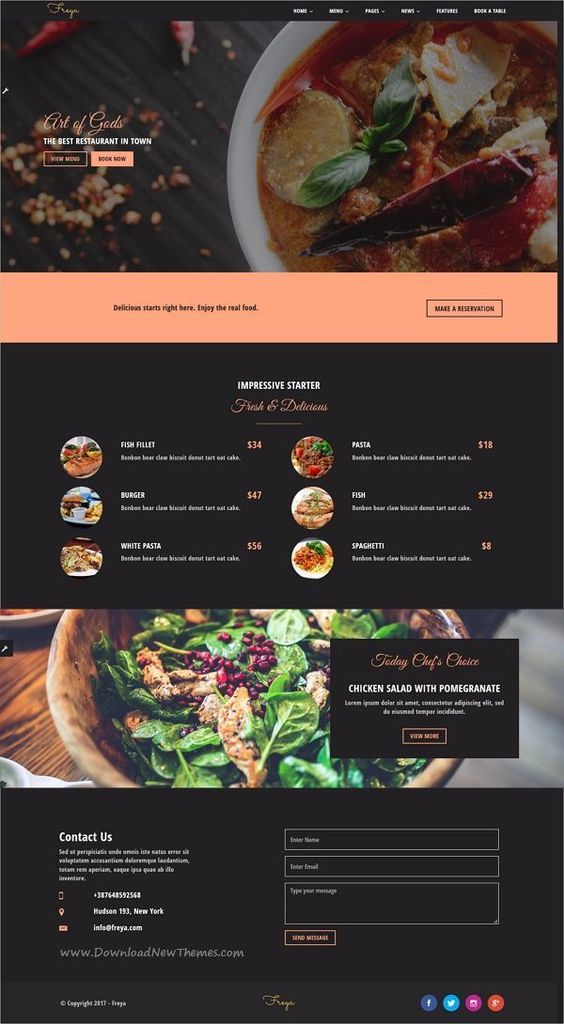 Freya
HOME MENU PAGES NEWS FEATURES BOOK A TABLE
Art of Gods
THE BEST RESTAURANT IN TOWN
VIEW MENU BOOK NOW
Delicious starts right here. Enjoy the real food.
MAKE A RESERVATION
IMPRESSIVE STARTER
Fresh & Delicious
FISH FILLET $34
Bonbon bear claw biscuit donut tart oat cake.
PASTA $18
Bonbon bear claw biscuit donut tart oat cake.
BURGER $47
Bonbon bear claw biscuit donut tart oat cake.
FISH $29
Bonbon bear claw biscuit donut tart oat cake.
WHITE PASTA $56
Bonbon bear claw biscuit donut tart oat cake.
SPAGHETTI $8
Bonbon bear claw biscuit donut tart oat cake.
Today Chef's Choice
CHICKEN SALAD WITH POMEGRANATE
Lorem ipsum dolor sit amet, consectetur adipiscing elit, sed
do eiusmod tempor incididunt.
VIEW MORE
Contact Us
Sed ut perspiciatis unde omnis iste natus error sit
voluptatem accusantium doloremque laudantium,
totam rem aperiam, eaque ipsa quae ab illo
inventore.
+387648592568
Hudson 193, New York
info@freya.com
Enter Name
Enter Email
Type your message
SEND MESSAGE
www.DownloadNewThemes.com
© Copyright 2017 - Freya
Freya